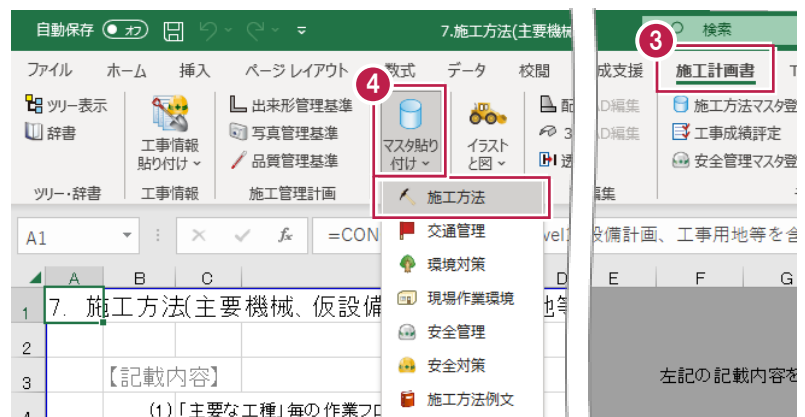 自動保存 オフ 7.施工方法(主要機械 検索
3
ファイル ホーム 挿入 ページ レイアウト 数式 データ 校閲 成支援 施工計画書
4
ツリー表示 出来形管理基準 D編集 施工方法マスタ登
辞書 写真管理基準 D編集 工事成績評定
品質管理基準 安全管理マスタ登
工事情報
貼り付け
マスタ貼り
付け
イラスト
と図
ツリー・辞書 工事情報 施工管理計画 編集
施工方法
交通管理
環境対策
現場作業環境
安全管理
安全対策
施工方法例文
A1 fx =CON 設備計画、工事用地等を含
A B C D E F G
1 7. 施工方法(主要機械、仮設備
2
3 【記載内容】 左記の記載内容を
(1)「主要な工種」毎の作業フロ